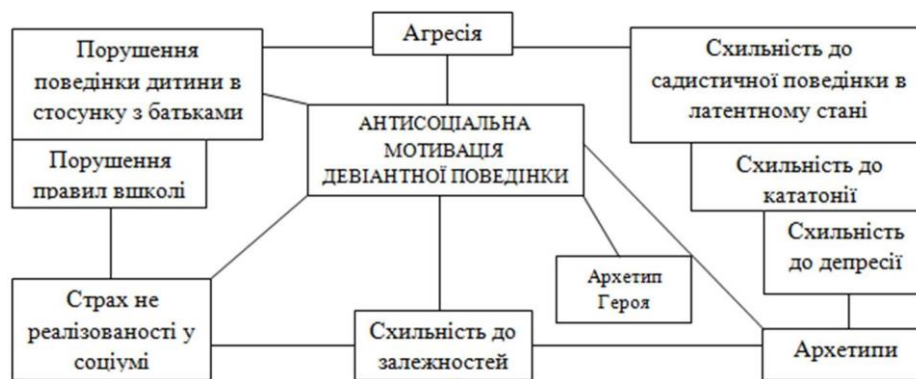 Агресія
Порушення
поведінки дитини в
стосунку з батьками
Порушення
правил вшколі
АНТИСОЦІАЛЬНА
МОТИВАЦІЯ
ДЕВІАНТНОЇ ПОВЕДІНКИ
Схильність до
садистичної поведінки в
латентному стані
Схильність до
кататонії
Схильність
до депресії
Архетип
Героя
Страх не
реалізованості у
соціумі
Схильність до
залежностей
Архетипи